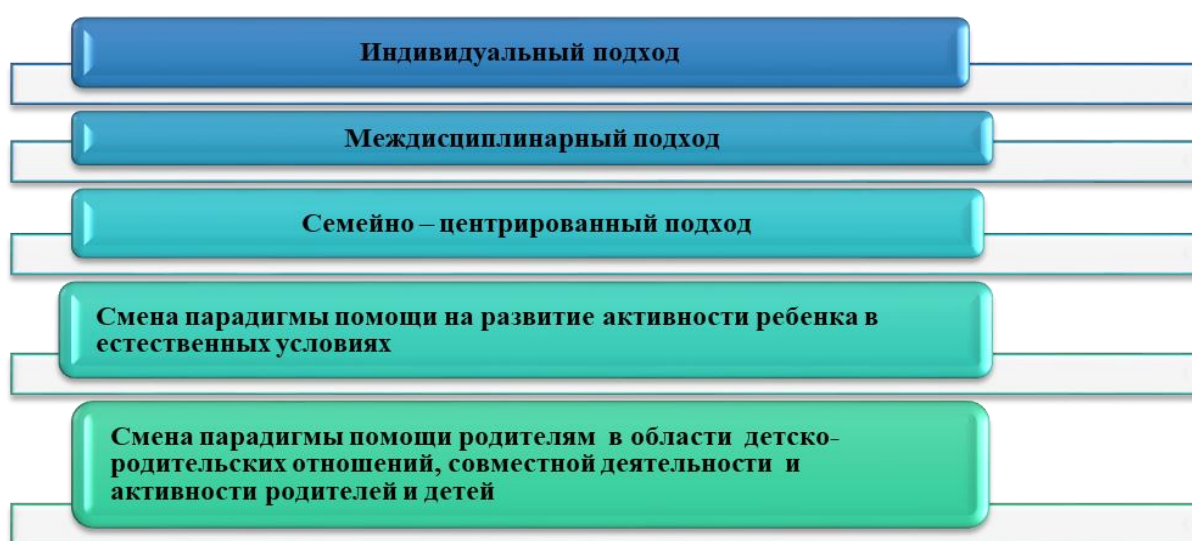 Индивидуальный подход
Междисциплинарный подход
Семейно – центрированный подход
Смена парадигмы помощи на развитие активности ребенка в
естественных условиях
Смена парадигмы помощи родителям в области детско-
родительских отношений, совместной деятельности и
активности родителей и детей